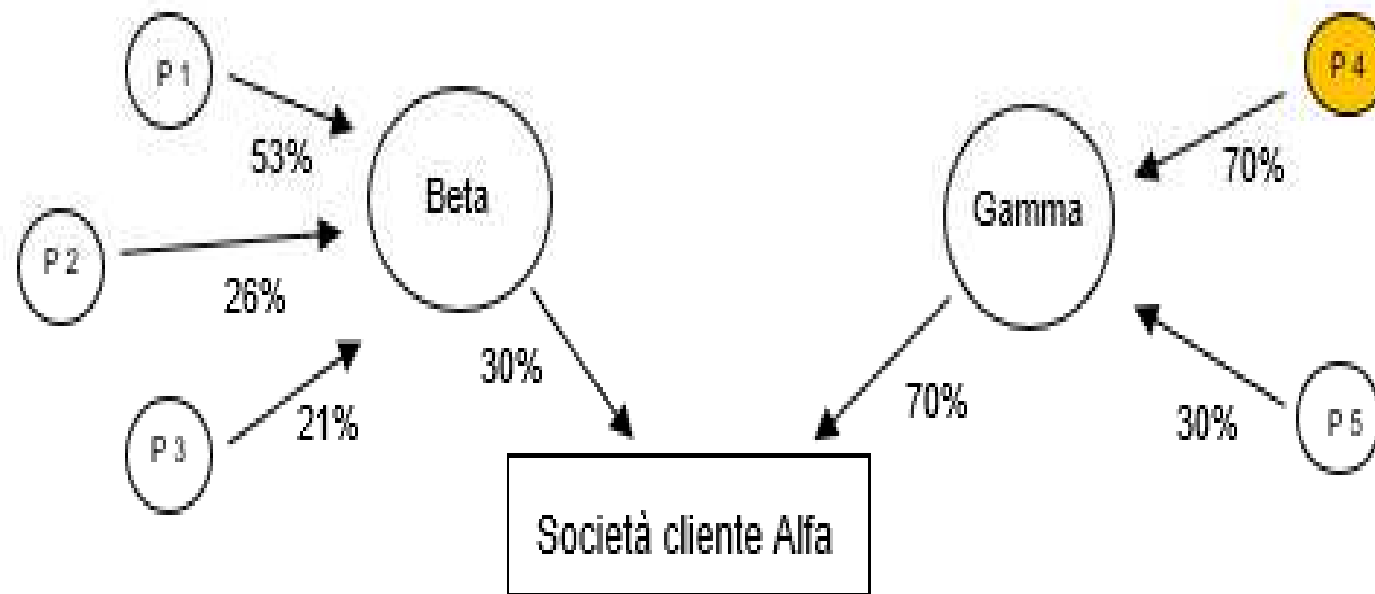 P 1
53%
P 2
26%
P 3
21%
Beta
30%
Gamma
70%
P 4
70%
P 5
30%
Società cliente Alfa